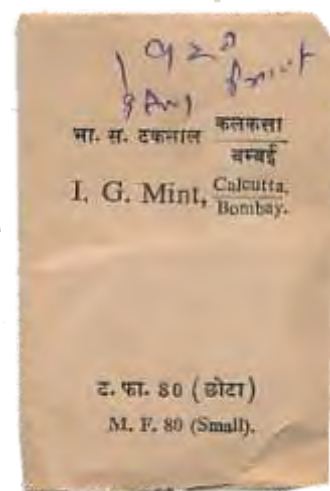 भा. स. टकसाल कलकत्ता
बम्बई
I. G. Mint, Calcutta.
Bombay.
ट. फा. 80 (छोटा)
M. F. 80 (Small).